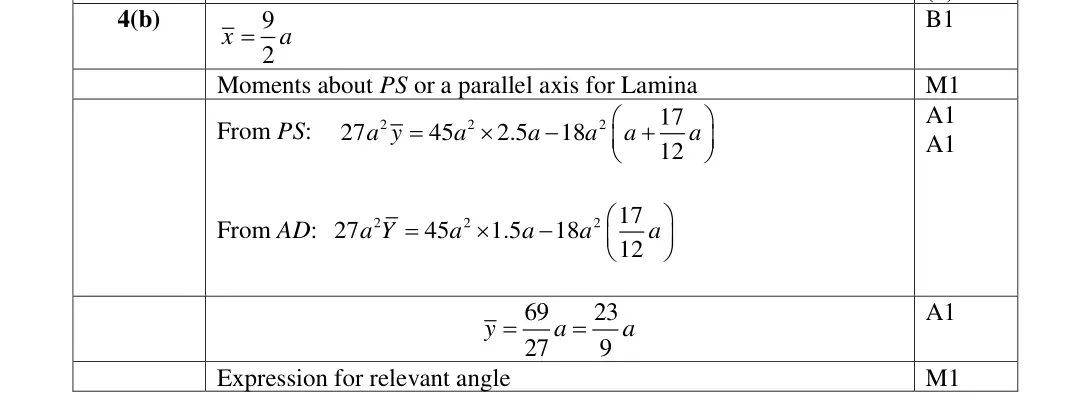 4(b) x̄ = 9/2 a B1
Moments about PS or a parallel axis for Lamina M1
From PS: 27a²ȳ = 45a² × 2.5a − 18a² (a + 17/12 a) A1
A1
From AD: 27a²Ȳ = 45a² × 1.5a − 18a² (17/12 a)
ȳ = 69/27 a = 23/9 a A1
Expression for relevant angle M1